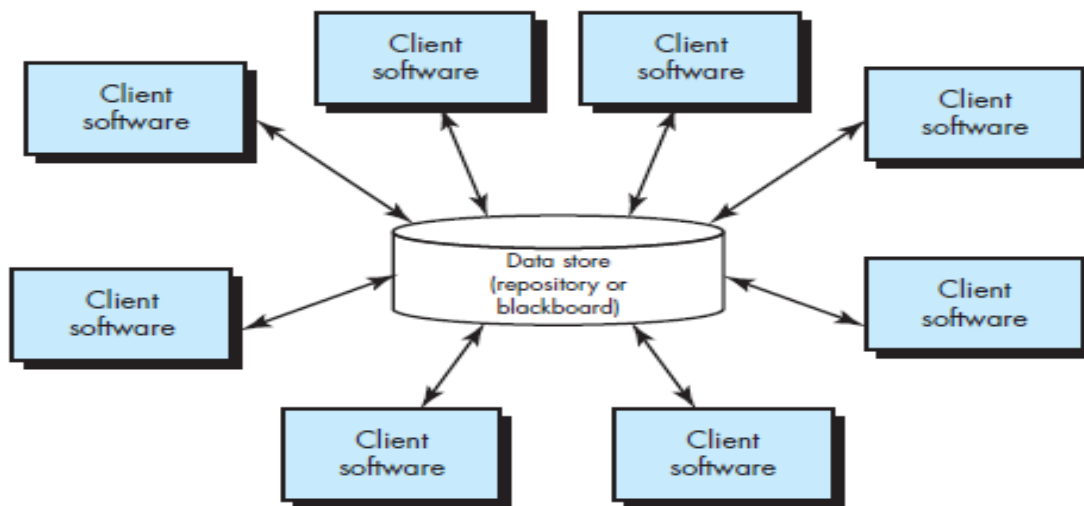 Client
software
Client
software
Client
software
Client
software
Data store
(repository or
blackboard)
Client
software
Client
software
Client
software
Client
software